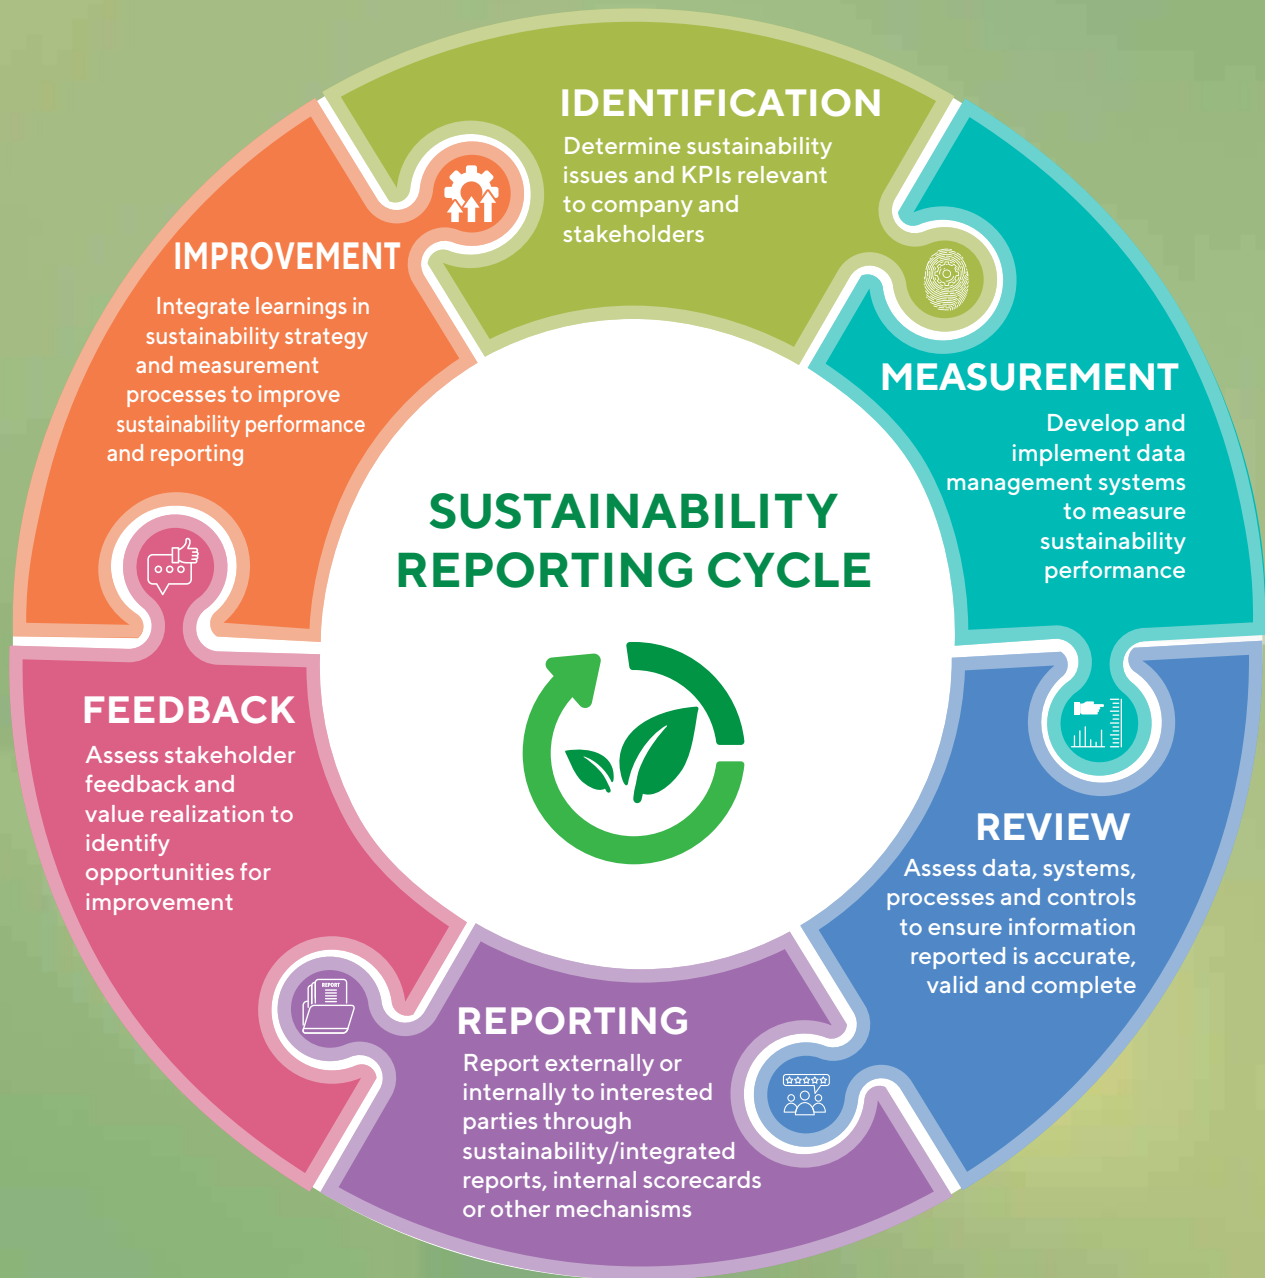 IDENTIFICATION
Determine sustainability
issues and KPIs relevant
to company and
stakeholders
MEASUREMENT
Develop and
implement data
management systems
to measure
sustainability
performance
REVIEW
Assess data, systems,
processes and controls
to ensure information
reported is accurate,
valid and complete
REPORTING
Report externally or
internally to interested
parties through
sustainability/integrated
reports, internal scorecards
or other mechanisms
REPORT
FEEDBACK
Assess stakeholder
feedback and
value realization to
identify
opportunities for
improvement
IMPROVEMENT
Integrate learnings in
sustainability strategy
and measurement
processes to improve
sustainability performance
and reporting
SUSTAINABILITY
REPORTING CYCLE